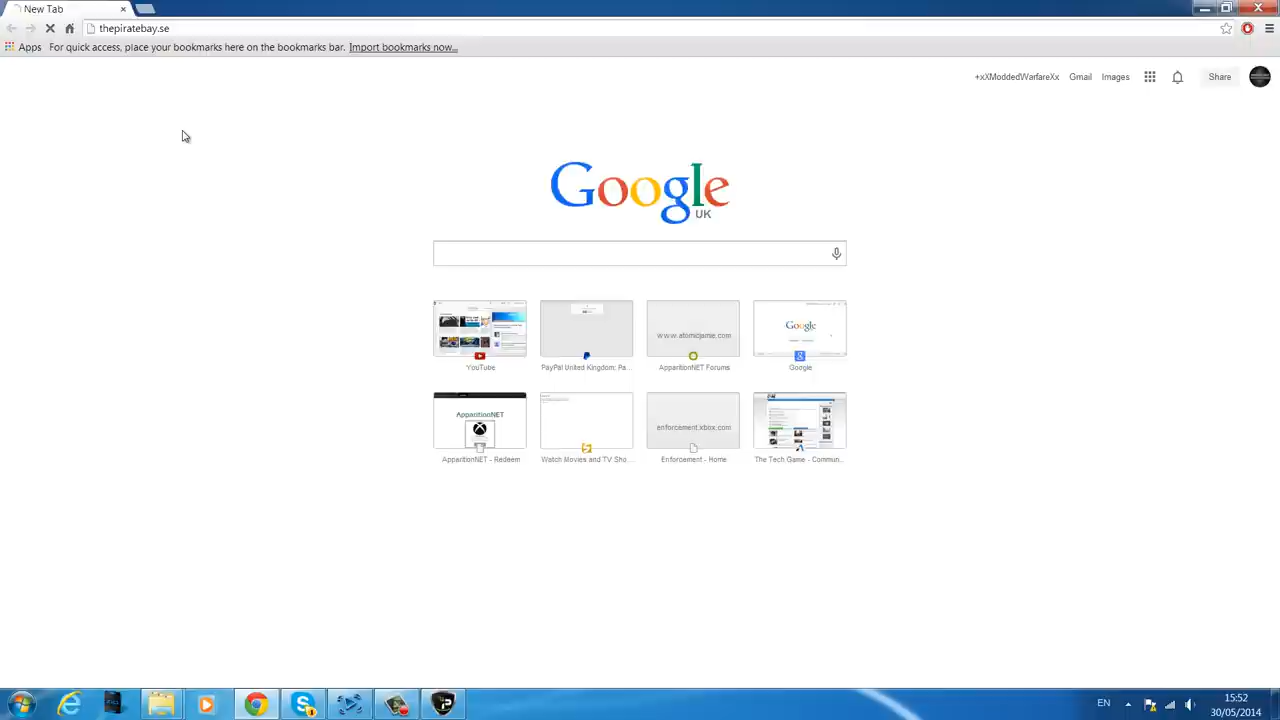 New Tab
thepiratebay.se
Apps For quick access, place your bookmarks here on the bookmarks bar. Import bookmarks now...
+xXModdedWarfareXx Gmail Images Share
Google
UK
www.atomicjamie.com
Google
YouTube PayPal United Kingdom: Pa... ApparitionNET Forums Google
ApparitionNET
enforcement.xbox.com
ApparitionNET - Redeem Watch Movies and TV Sho... Enforcement - Home The Tech Game - Commun...
EN
15:52
30/05/2014